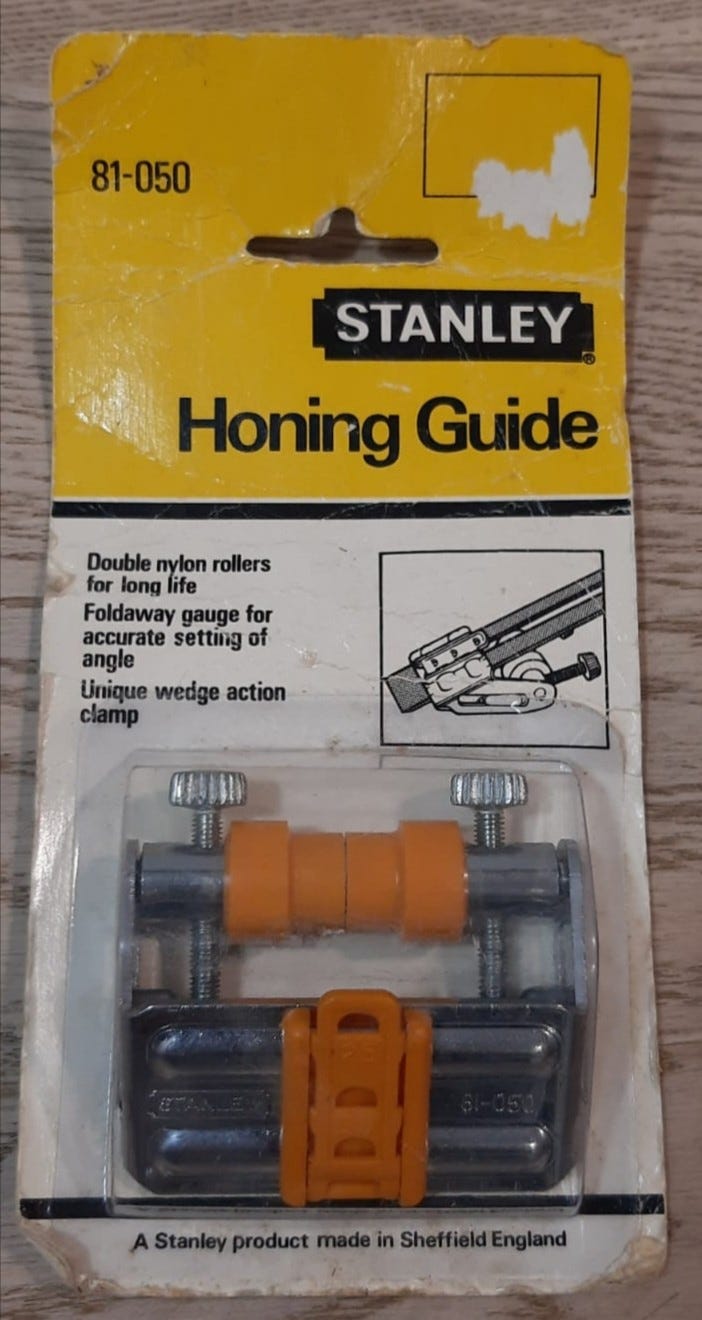 81-050
STANLEY®
Honing Guide
Double nylon rollers
for long life
Foldaway gauge for
accurate setting of
angle
Unique wedge action
clamp
STANLEY 81-050
A Stanley product made in Sheffield England